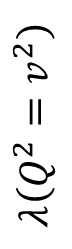 λ(Q² = v²)